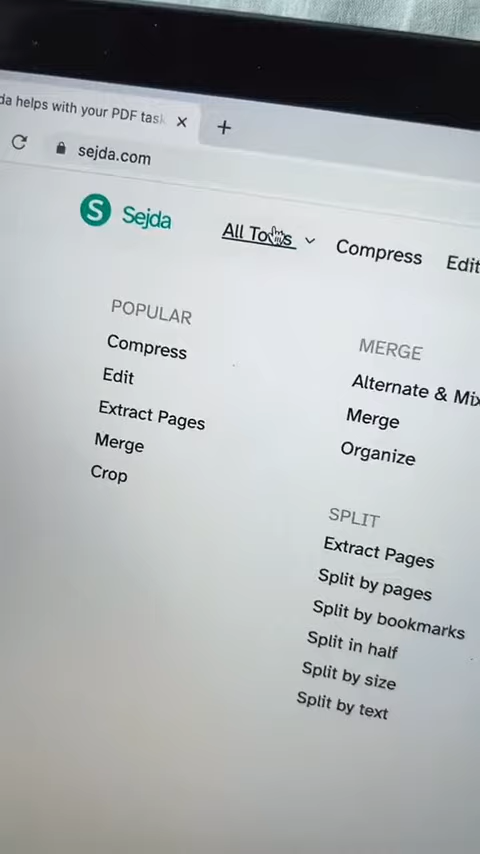 da helps with your PDF task
sejda.com
S Sejda
All Tools
Compress
Edit
POPULAR
Compress
Edit
Extract Pages
Merge
Crop
MERGE
Alternate & Mix
Merge
Organize
SPLIT
Extract Pages
Split by pages
Split by bookmarks
Split in half
Split by size
Split by text